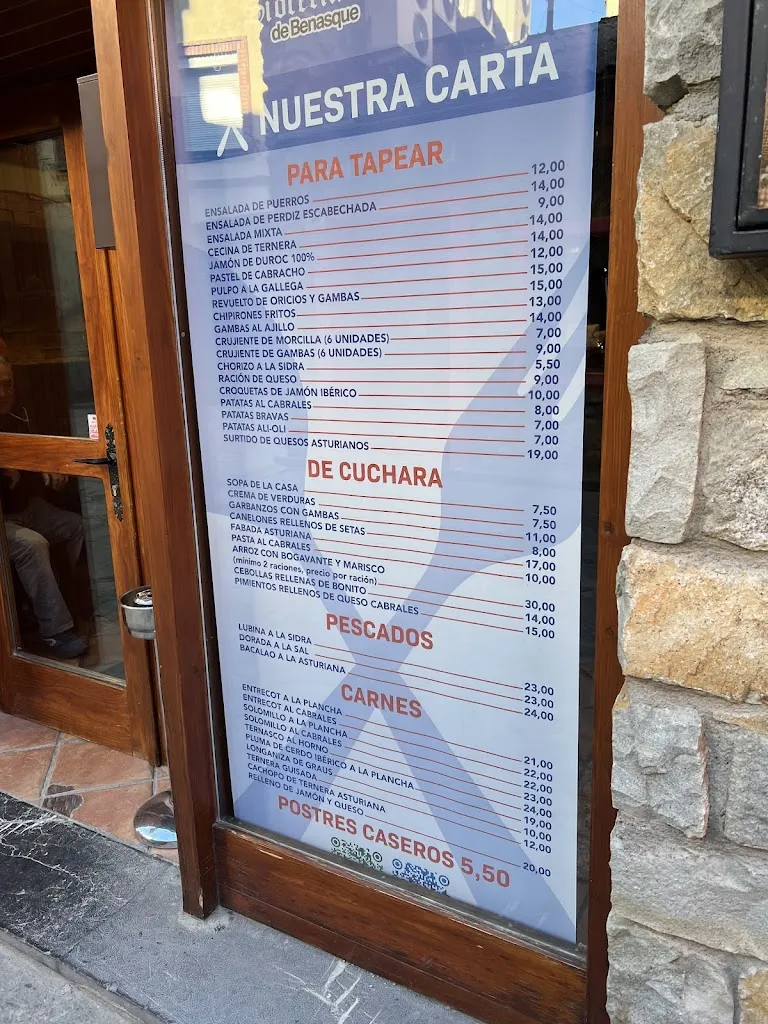 de Benasque
NUESTRA CARTA
PARA TAPEAR
ENSALADA DE PUERROS 12,00
ENSALADA DE PERDIZ ESCABECHADA 14,00
ENSALADA MIXTA 9,00
CECINA DE TERNERA 14,00
JAMÓN DE DUROC 100% 14,00
PASTEL DE CABRACHO 12,00
PULPO A LA GALLEGA 15,00
REVUELTO DE ORICIOS Y GAMBAS 15,00
CHIPIRONES FRITOS 13,00
GAMBAS AL AJILLO 14,00
CRUJIENTE DE MORCILLA (6 UNIDADES) 7,00
CRUJIENTE DE GAMBAS (6 UNIDADES) 9,00
CHORIZO A LA SIDRA 5,50
RACIÓN DE QUESO 9,00
CROQUETAS DE JAMÓN IBÉRICO 10,00
PATATAS AL CABRALES 8,00
PATATAS BRAVAS 7,00
PATATAS ALI-OLI 7,00
SURTIDO DE QUESOS ASTURIANOS 19,00
DE CUCHARA
SOPA DE LA CASA 7,50
CREMA DE VERDURAS 7,50
GARBANZOS CON GAMBAS 11,00
CANELONES RELLENOS DE SETAS 8,00
FABADA ASTURIANA 17,00
PASTA AL CABRALES 10,00
ARROZ CON BOGAVANTE Y MARISCO
(mínimo 2 raciones, precio por ración) 30,00
CEBOLLAS RELLENAS DE BONITO 14,00
PIMIENTOS RELLENOS DE QUESO CABRALES 15,00
PESCADOS
LUBINA A LA SIDRA 23,00
DORADA A LA SAL 23,00
BACALAO A LA ASTURIANA 24,00
CARNES
ENTRECOT A LA PLANCHA 21,00
ENTRECOT AL CABRALES 22,00
SOLOMILLO A LA PLANCHA 22,00
SOLOMILLO AL CABRALES 23,00
TERNASCO AL HORNO 24,00
PLUMA DE CERDO IBÉRICO A LA PLANCHA 19,00
LONGANIZA DE GRAUS 10,00
TERNERA GUISADA 12,00
CACHOPO DE TERNERA ASTURIANA
RELLENO DE JAMÓN Y QUESO 20,00
POSTRES CASEROS 5,50